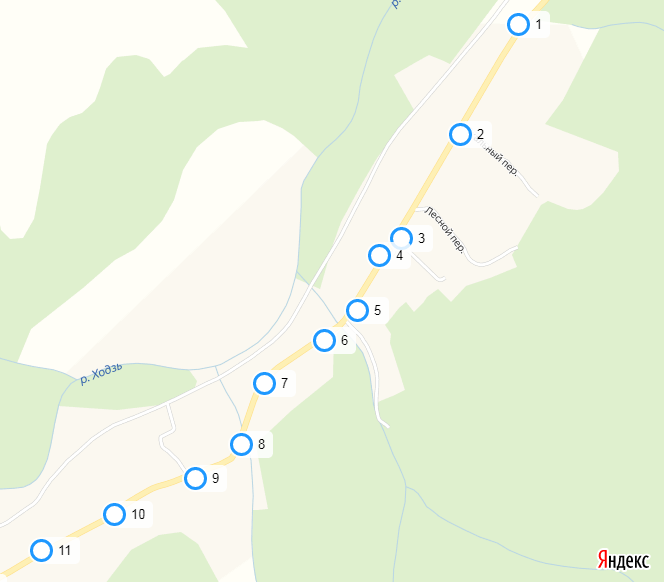 р.
1
2
ный пер.
Лесной пер.
3
4
5
6
р. Ходзь
7
8
9
10
11
Яндекс